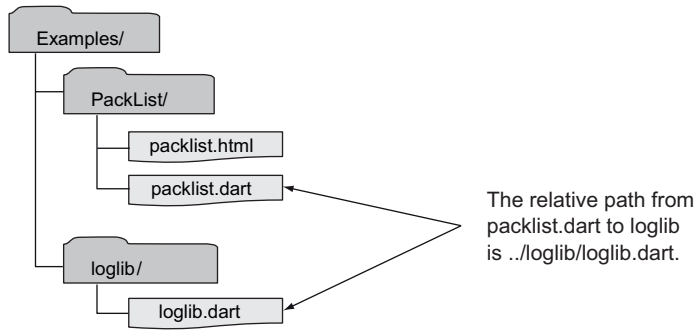 Examples/
PackList/
packlist.html
packlist.dart
The relative path from
packlist.dart to loglib
is ../loglib/loglib.dart.
loglib/
loglib.dart